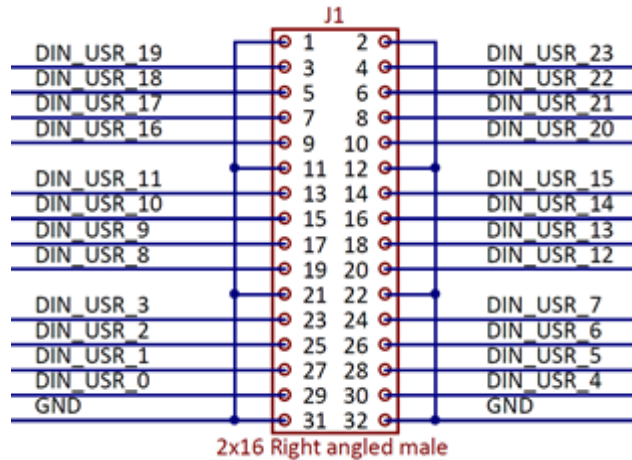 J1
1 2
DIN_USR_19 3 4 DIN_USR_23
DIN_USR_18 5 6 DIN_USR_22
DIN_USR_17 7 8 DIN_USR_21
DIN_USR_16 9 10 DIN_USR_20
11 12
DIN_USR_11 13 14 DIN_USR_15
DIN_USR_10 15 16 DIN_USR_14
DIN_USR_9 17 18 DIN_USR_13
DIN_USR_8 19 20 DIN_USR_12
21 22
DIN_USR_3 23 24 DIN_USR_7
DIN_USR_2 25 26 DIN_USR_6
DIN_USR_1 27 28 DIN_USR_5
DIN_USR_0 29 30 DIN_USR_4
GND 31 32 GND
2x16 Right angled male